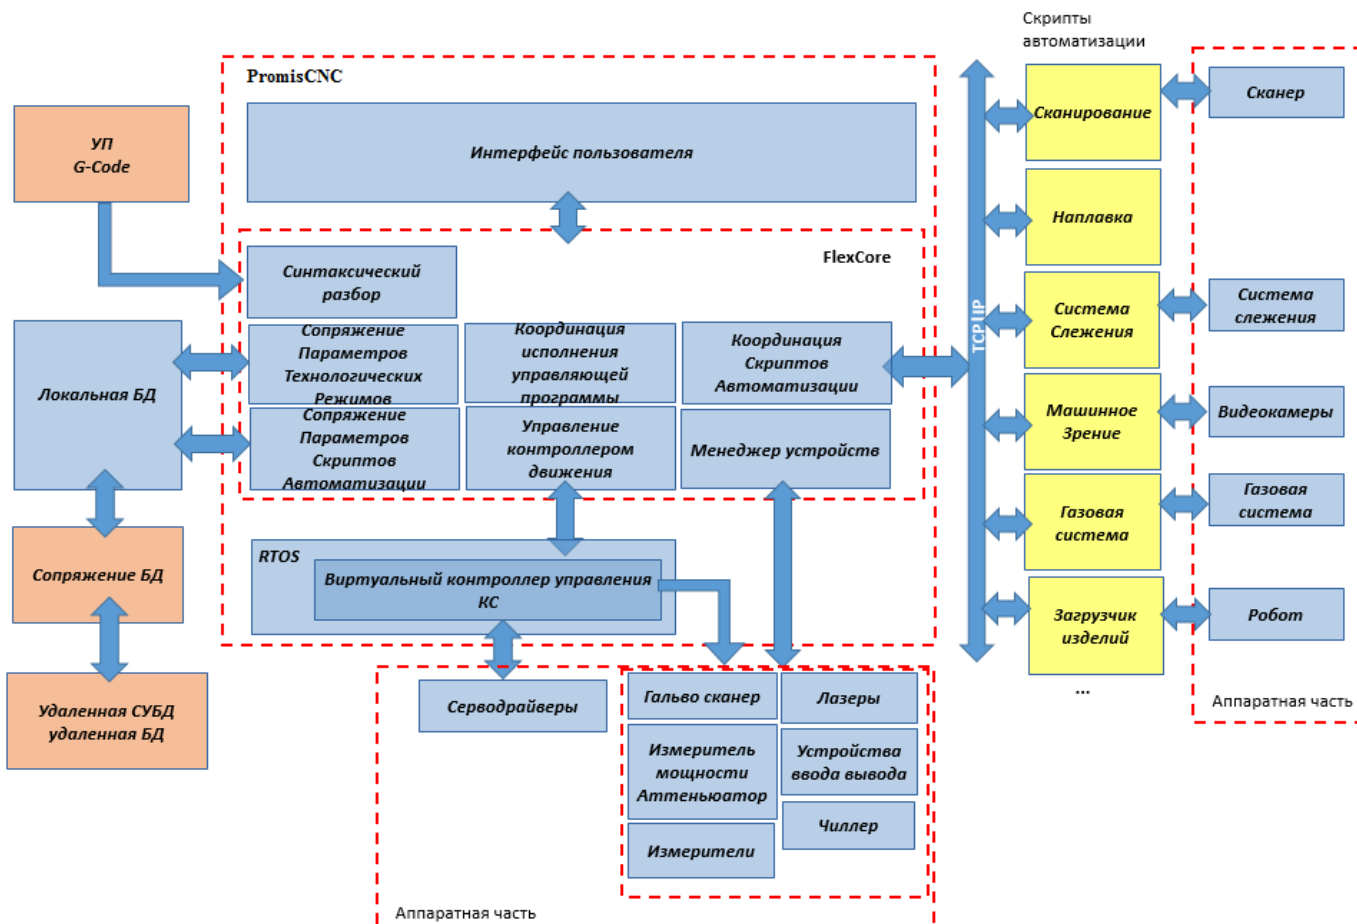 Скрипты
автоматизации
PromisCNC
УП
G-Code
Интерфейс пользователя
FlexCore
Синтаксический
разбор
Сопряжение
Параметров
Технологических
Режимов
Координация
исполнения
управляющей
программы
Координация
Скриптов
Автоматизации
Сопряжение
Параметров
Скриптов
Автоматизации
Управление
контроллером
движения
Менеджер устройств
Локальная БД
Сопряжение БД
Удаленная СУБД
удаленная БД
RTOS
Виртуальный контроллер управления
КС
Серводрайверы
Гальво сканер
Лазеры
Измеритель
мощности
Аттеньюатор
Устройства
ввода вывода
Измерители
Чиллер
Аппаратная часть
TCP|IP
Сканирование
Наплавка
Система
Слежения
Машинное
Зрение
Газовая
система
Загрузчик
изделий
...
Сканер
Система
слежения
Видеокамеры
Газовая
система
Робот
Аппаратная часть